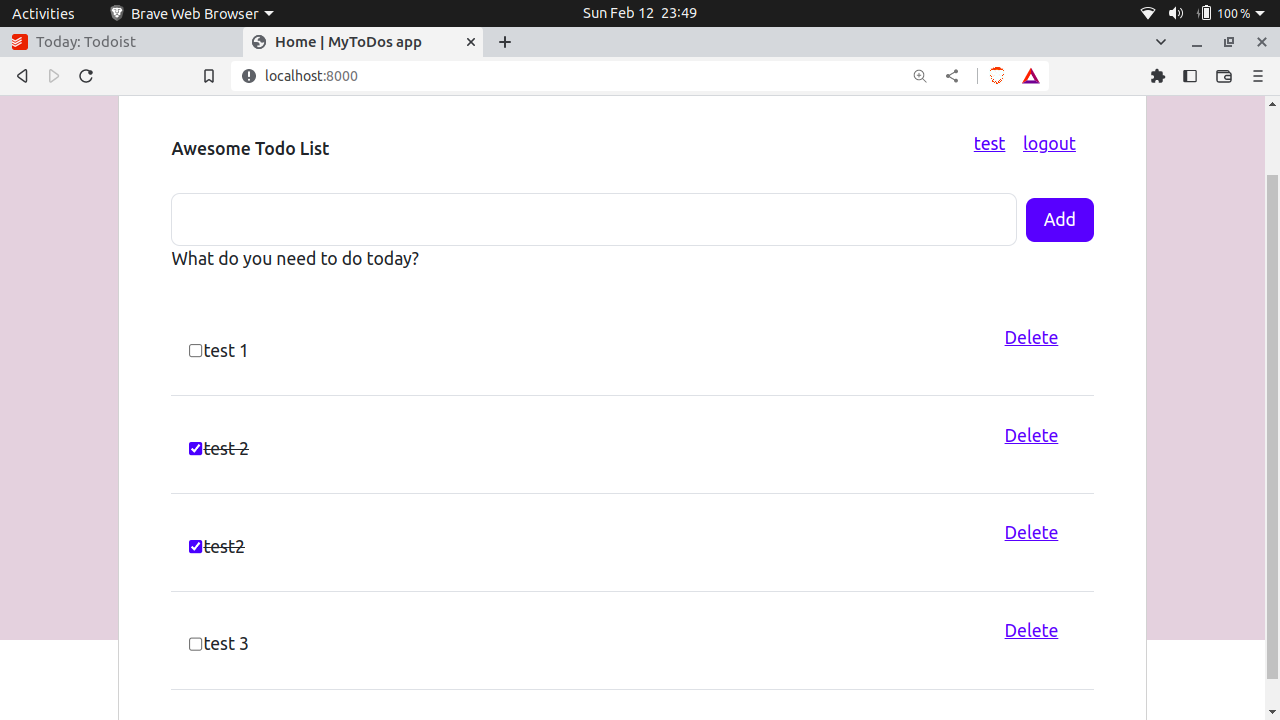 Activities Brave Web Browser Sun Feb 12 23:49 100 %
Today: Todoist Home | MyToDos app
localhost:8000
Awesome Todo List test logout
Add
What do you need to do today?
test 1 Delete
test 2 Delete
test2 Delete
test 3 Delete